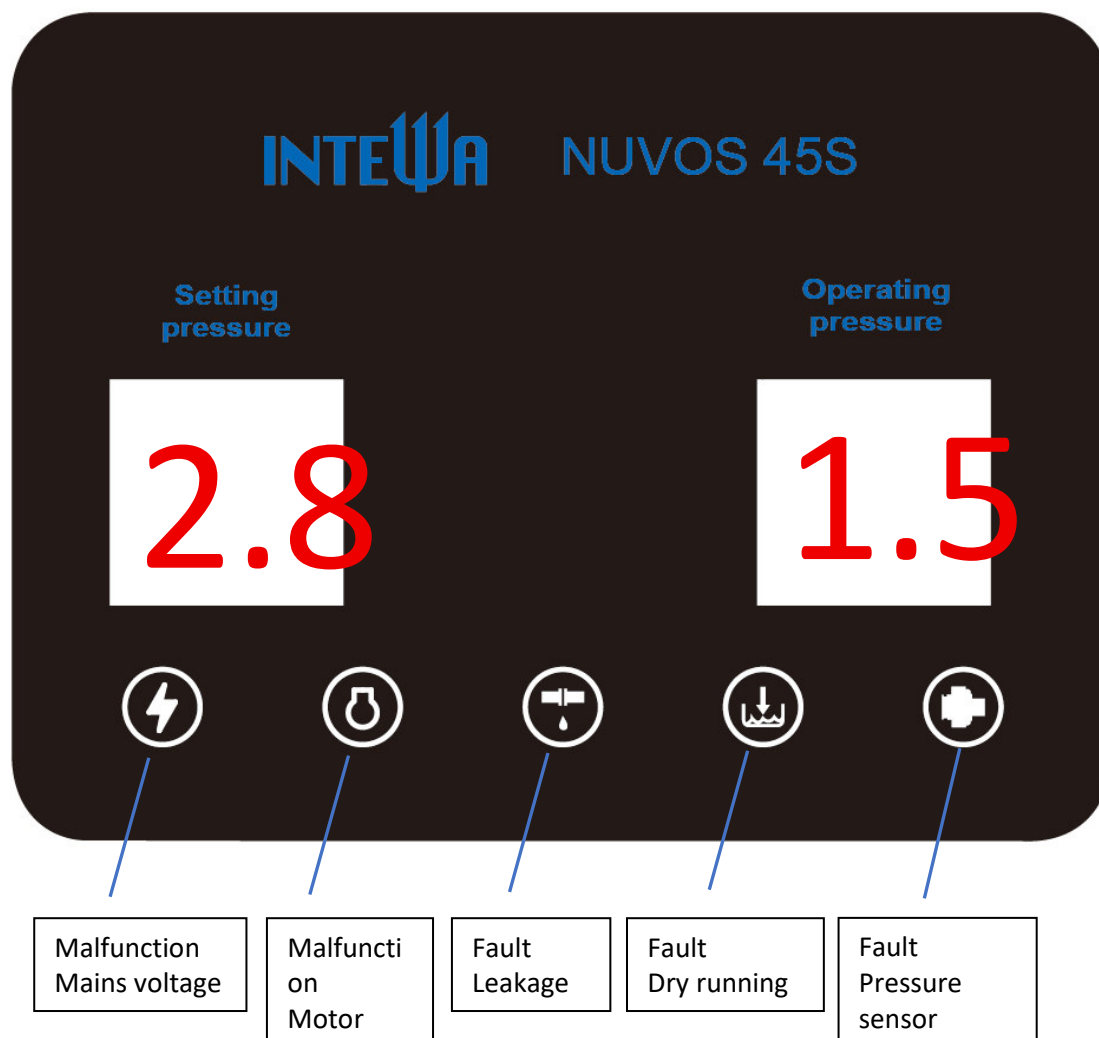 INTEWA NUVOS 45S
Setting
pressure
Operating
pressure
2.8
1.5
Malfunction
Mains voltage
Malfuncti
on
Motor
Fault
Leakage
Fault
Dry running
Fault
Pressure
sensor